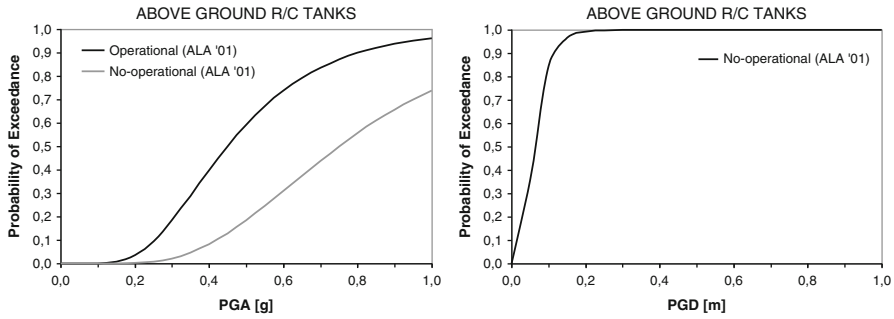 ABOVE GROUND R/C TANKS
Probability of Exceedance
1,0
0,9
0,8
0,7
0,6
0,5
0,4
0,3
0,2
0,1
0,0
Operational (ALA '01)
No-operational (ALA '01)
0,0 0,2 0,4 0,6 0,8 1,0
PGA [g]
ABOVE GROUND R/C TANKS
Probability of Exceedance
1,0
0,9
0,8
0,7
0,6
0,5
0,4
0,3
0,2
0,1
0,0
No-operational (ALA '01)
0,0 0,2 0,4 0,6 0,8 1,0
PGD [m]